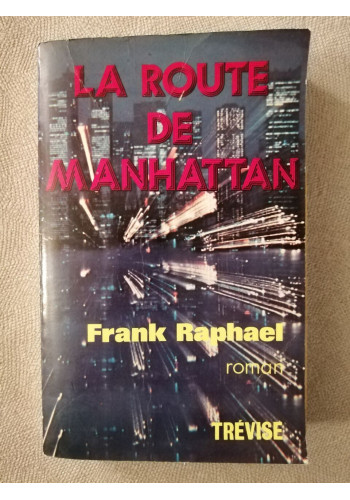 LA ROUTE
DE
MANHATTAN
Frank Raphael
roman
TRÉVISE